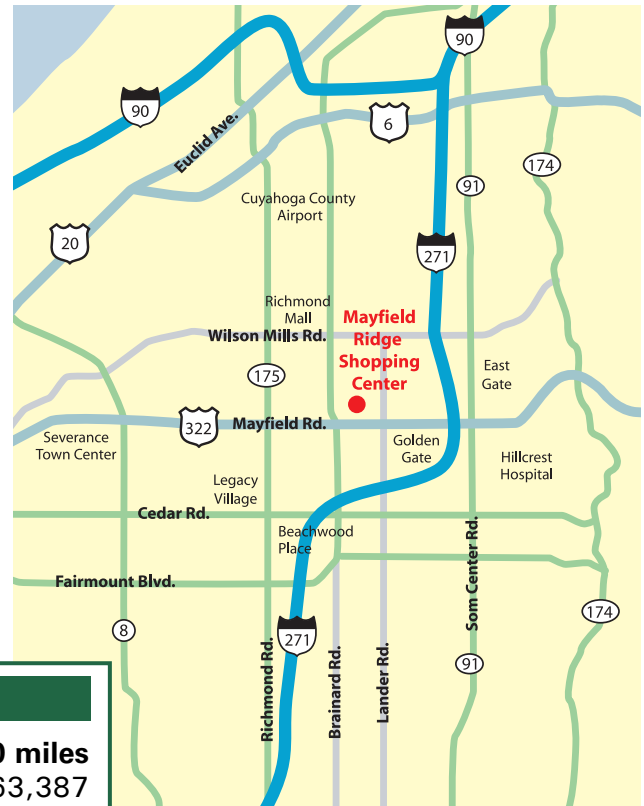 90
90
Euclid Ave.
6
174
91
Cuyahoga County
Airport
20
271
Richmond
Mall
Mayfield
Ridge
Shopping
Center
Wilson Mills Rd.
175
East
Gate
322
Mayfield Rd.
Severance
Town Center
Golden
Gate
Hillcrest
Hospital
Legacy
Village
Cedar Rd.
Beachwood
Place
Som Center Rd.
Fairmount Blvd.
8
271
174
Richmond Rd.
Brainard Rd.
Lander Rd.
91
0 miles
63,387